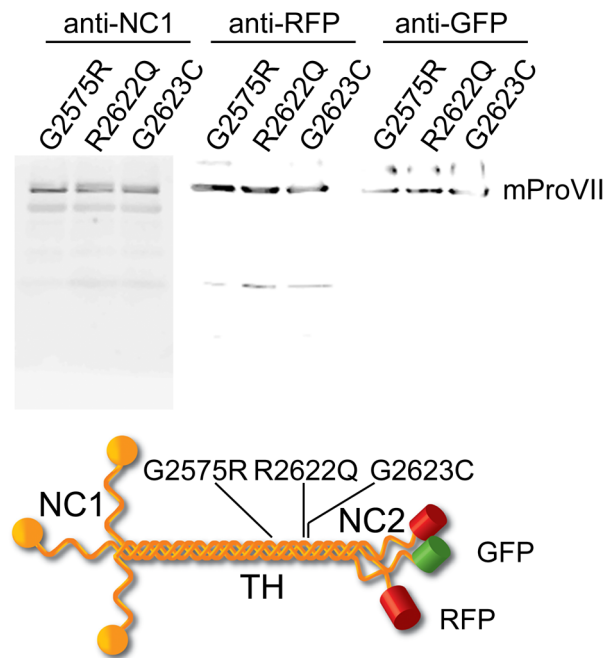 anti-NC1 anti-RFP anti-GFP
G2575R R2622Q G2623C G2575R R2622Q G2623C G2575R R2622Q G2623C
mProVII
G2575R R2622Q G2623C
NC1 NC2
GFP
TH
RFP